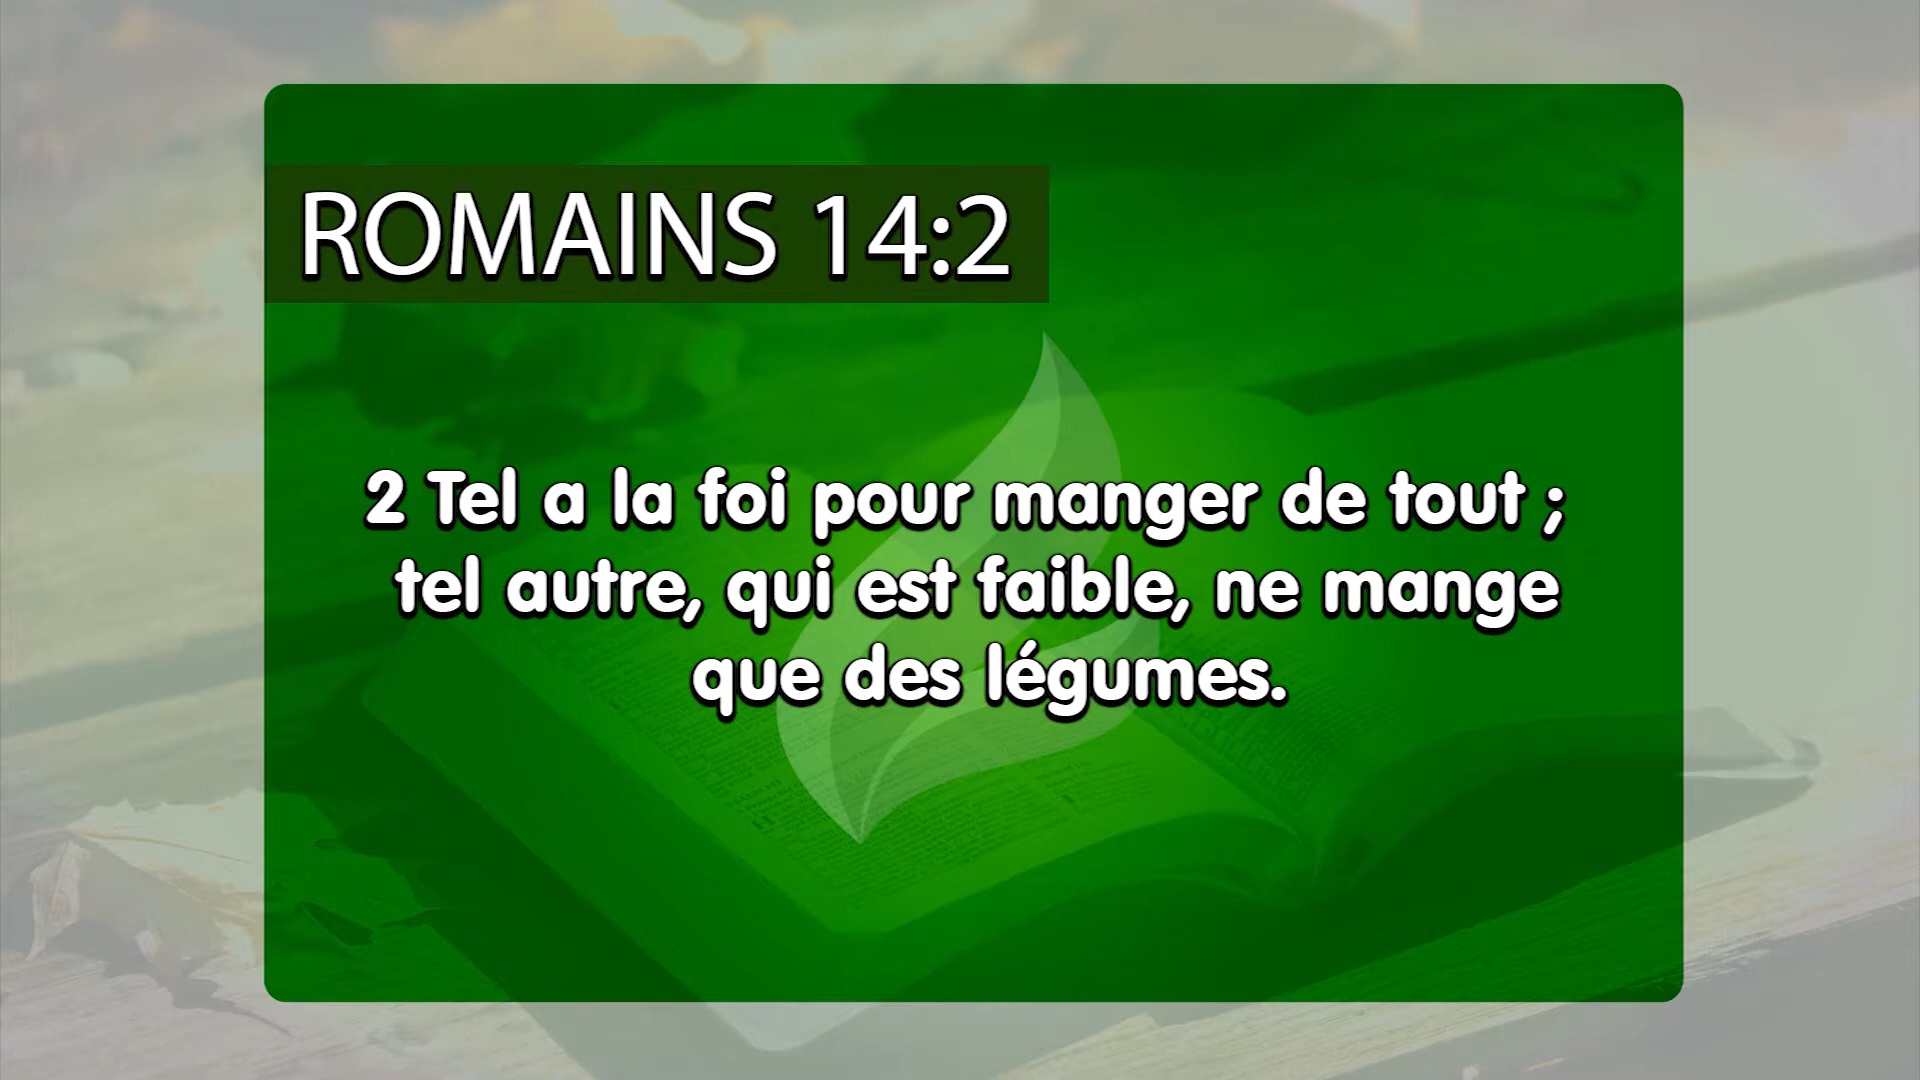 ROMAINS 14:2
2 Tel a la foi pour manger de tout ;
tel autre, qui est faible, ne mange
que des légumes.